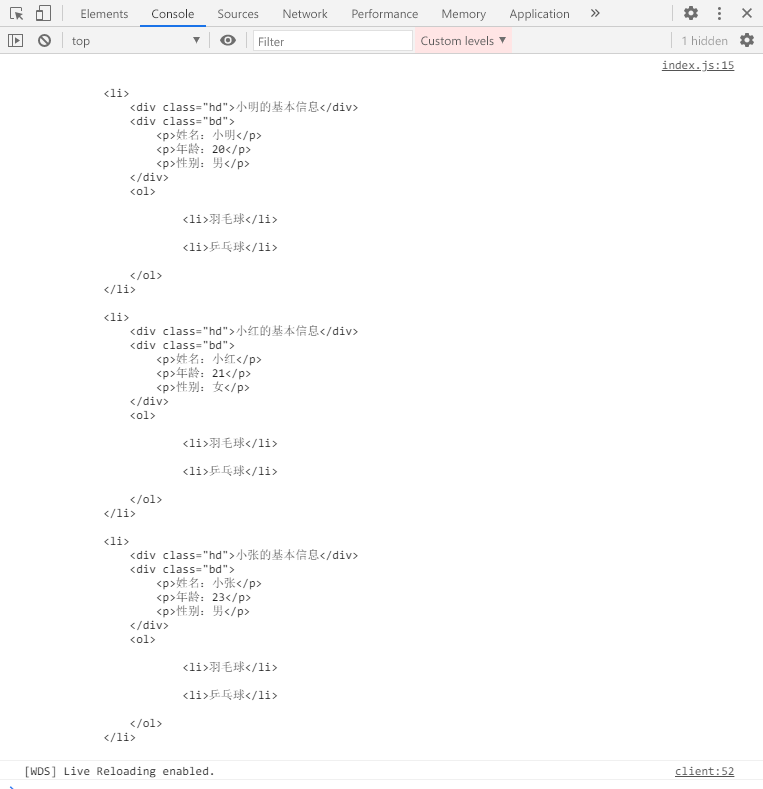 Elements Console Sources Network Performance Memory Application »
top Filter Custom levels 1 hidden
index.js:15
<li>
<div class="hd">小明的基本信息</div>
<div class="bd">
<p>姓名: 小明</p>
<p>年龄: 20</p>
<p>性别: 男</p>
</div>
<ol>
<li>羽毛球</li>
<li>乒乓球</li>
</ol>
</li>
<li>
<div class="hd">小红的基本信息</div>
<div class="bd">
<p>姓名: 小红</p>
<p>年龄: 21</p>
<p>性别: 女</p>
</div>
<ol>
<li>羽毛球</li>
<li>乒乓球</li>
</ol>
</li>
<li>
<div class="hd">小张的基本信息</div>
<div class="bd">
<p>姓名: 小张</p>
<p>年龄: 23</p>
<p>性别: 男</p>
</div>
<ol>
<li>羽毛球</li>
<li>乒乓球</li>
</ol>
</li>
[WDS] Live Reloading enabled. client:52